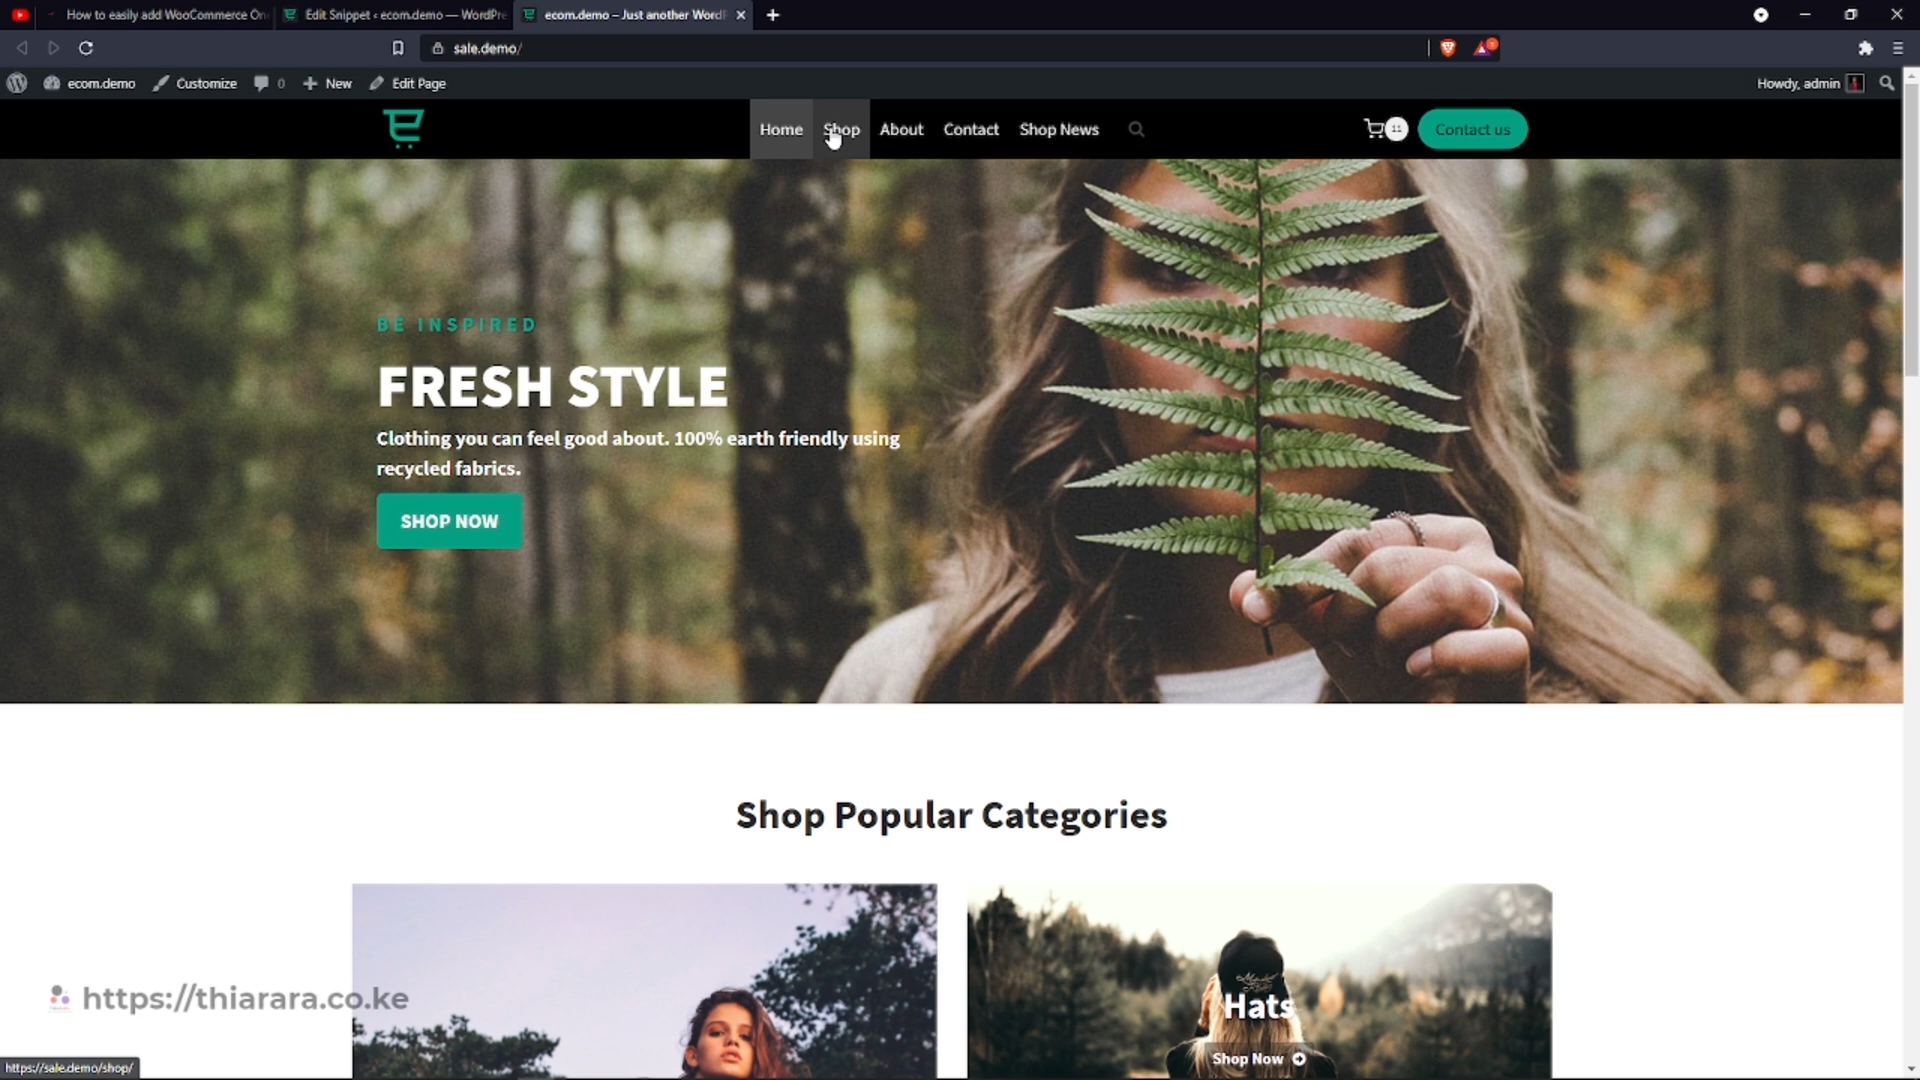 How to easily add WooCommerce On
Edit Snippet ‹ ecom.demo — WordPre
ecom.demo – Just another WordP
sale.demo/
ecom.demo
Customize
0
New
Edit Page
Howdy, admin
Home
Shop
About
Contact
Shop News
11
Contact us
BE INSPIRED
FRESH STYLE
Clothing you can feel good about. 100% earth friendly using
recycled fabrics.
SHOP NOW
Shop Popular Categories
Hats
Shop Now
https://thiarara.co.ke
https://sale.demo/shop/